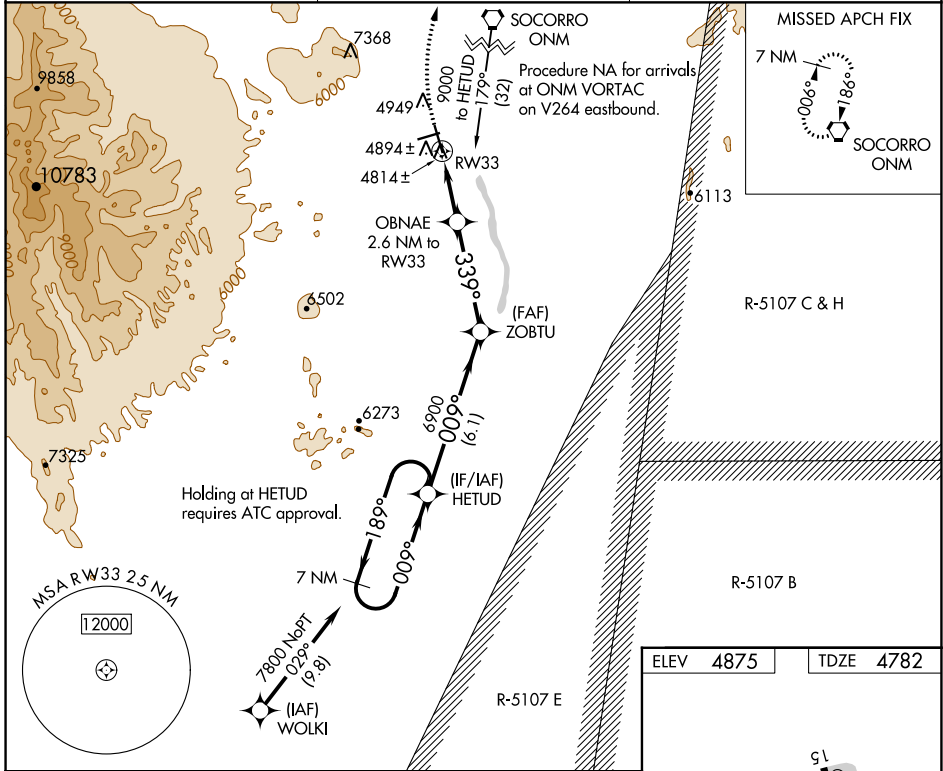 7368
SOCORRO
ONM
MISSED APCH FIX
9858
6000
9000
to HETUD
179°
(32)
Procedure NA for arrivals
at ONM VORTAC
on V264 eastbound.
7 NM
006°
186°
SOCORRO
ONM
4949
4894±
4814±
RW33
10783
6000
6113
OBNAE
2.6 NM to
RW33
339°
6000
6502
R-5107 C & H
(FAF)
ZOBTU
6273
6900
009°
(6.1)
7325
Holding at HETUD
requires ATC approval.
189°
009°
(IF/IAF)
HETUD
7 NM
R-5107 B
MSA RW33 25 NM
12000
7800 NoPT
029°
(9.8)
(IAF)
WOLKI
R-5107 E
ELEV 4875
TDZE 4782
15